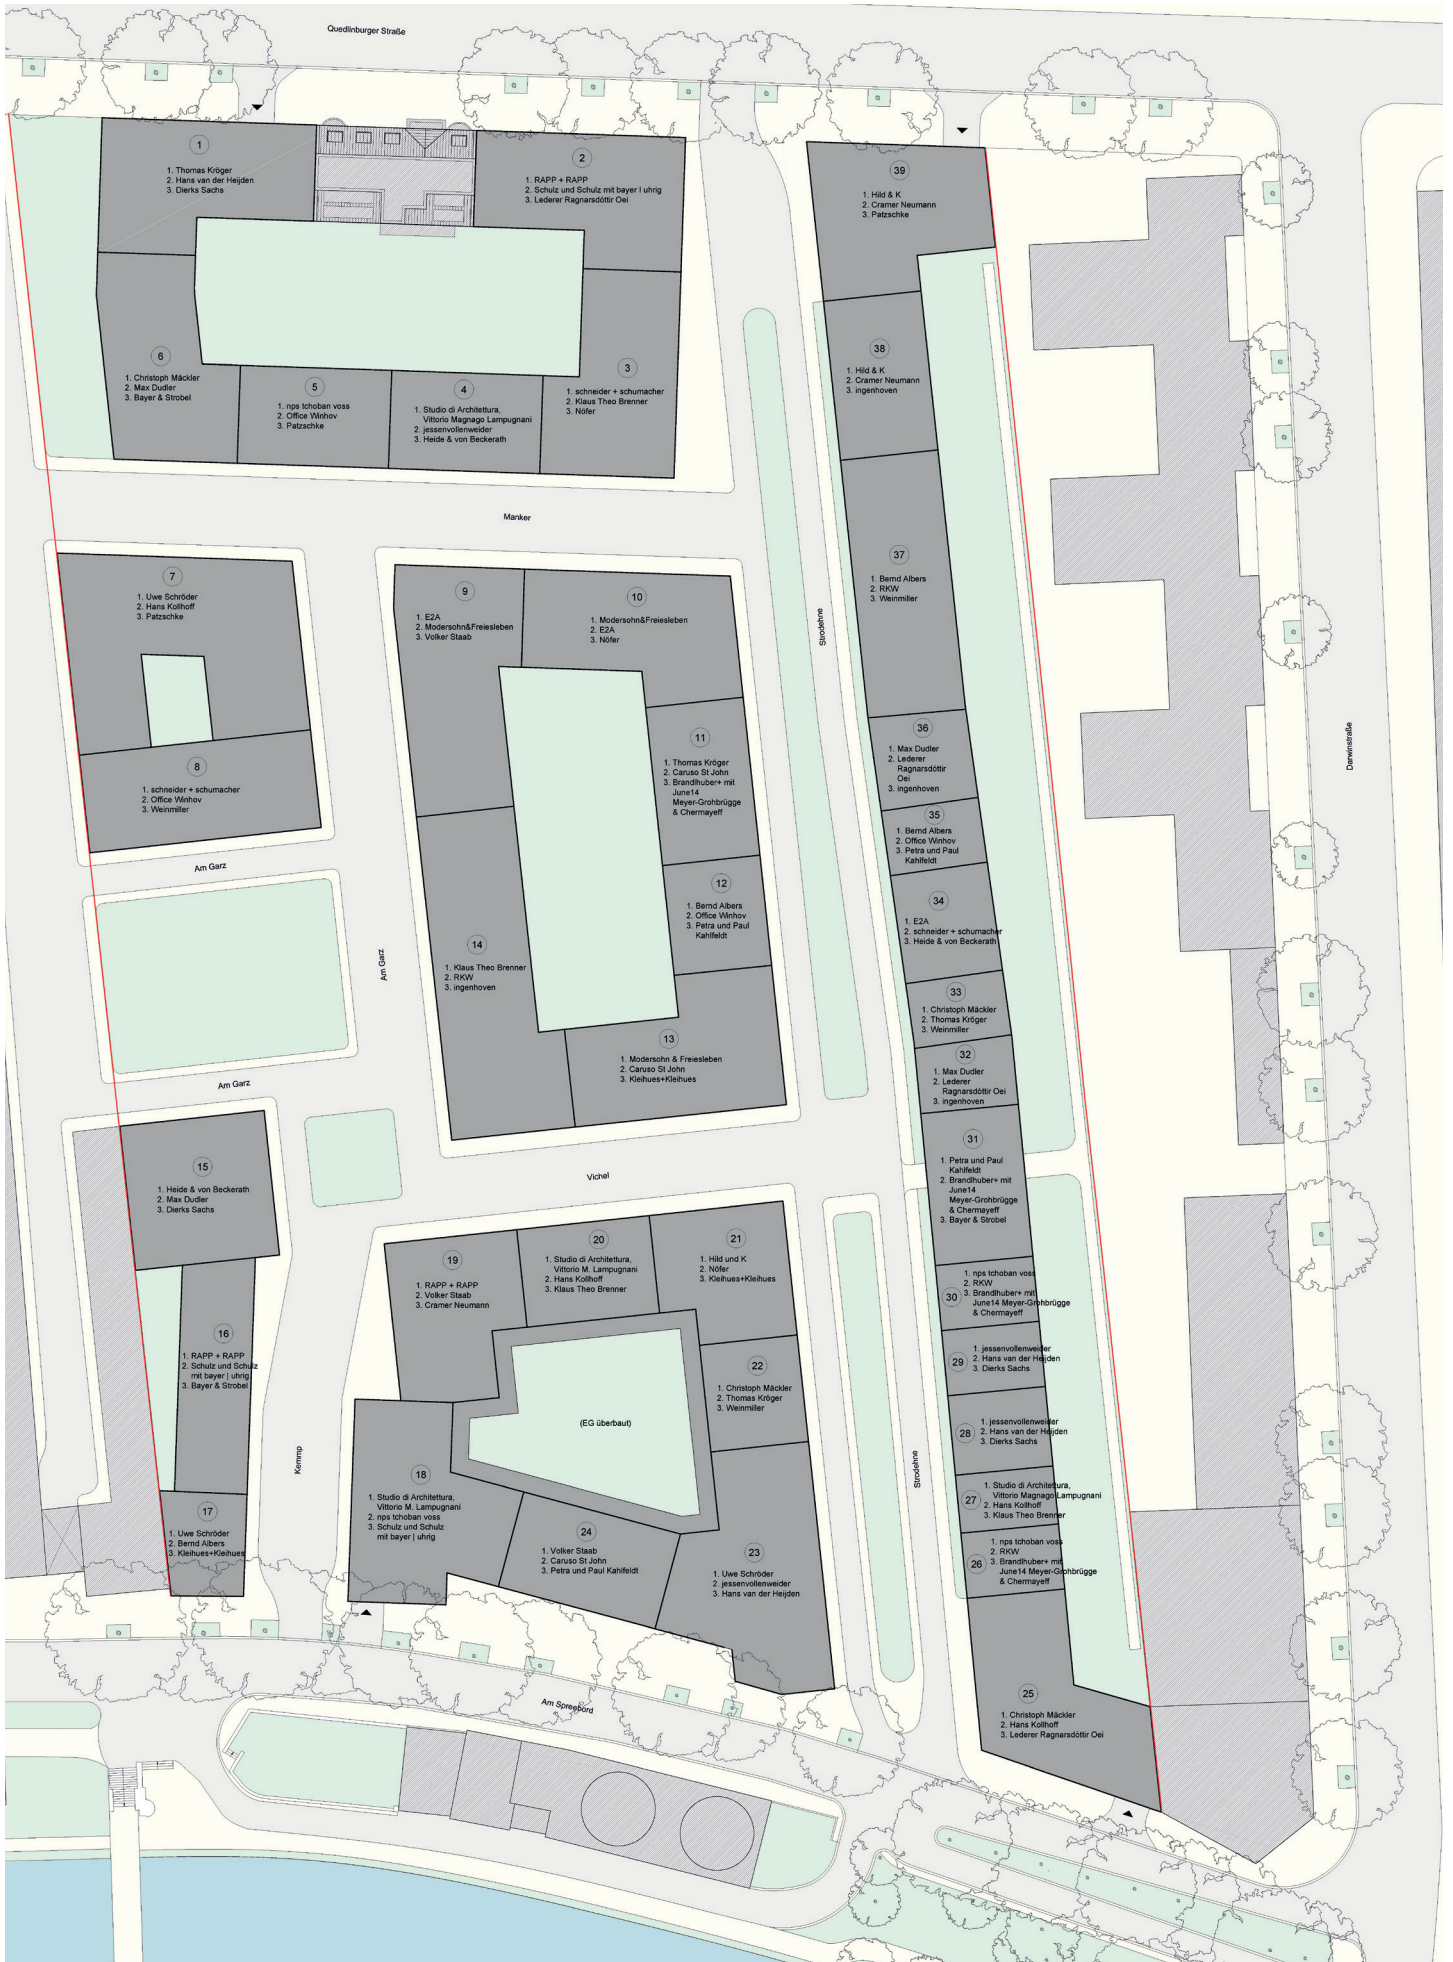 Quedlinburger Straße
1
1. Thomas Kröger
2. Hans van der Heijden
3. Dierks Sachs
2
1. RAPP + RAPP
2. Schulz und Schulz mit bayer l uhrig
3. Lederer Ragnarsdóttir Oei
39
1. Hild & K
2. Cramer Neumann
3. Patzschke
6
1. Christoph Mäckler
2. Max Dudler
3. Bayer & Strobel
5
1. nps tchoban voss
2. Office Winhov
3. Patzschke
4
1. Studio di Architettura,
Vittorio Magnago Lampugnani
2. jessenvollenweider
3. Heide & von Beckerath
3
1. schneider + schumacher
2. Klaus Theo Brenner
3. Nöfer
38
1. Hild & K
2. Cramer Neumann
3. ingenhoven
Manker
7
1. Uwe Schröder
2. Hans Kollhoff
3. Patzschke
9
1. E2A
2. Modersohn&Freiesleben
3. Volker Staab
10
1. Modersohn&Freiesleben
2. E2A
3. Nöfer
Strodehne
37
1. Bernd Albers
2. RKW
3. Weinmiller
8
1. schneider + schumacher
2. Office Winhov
3. Weinmiller
11
1. Thomas Kröger
2. Caruso St John
3. Brandlhuber+ mit
June14
Meyer-Grohbrügge
& Chermayeff
36
1. Max Dudler
2. Lederer
Ragnarsdóttir
Oei
3. ingenhoven
Darwinstraße
35
1. Bernd Albers
2. Office Winhov
3. Petra und Paul
Kahlfeldt
Am Garz
12
1. Bernd Albers
2. Office Winhov
3. Petra und Paul
Kahlfeldt
34
1. E2A
2. schneider + schumacher
3. Heide & von Beckerath
Am Garz
14
1. Klaus Theo Brenner
2. RKW
3. ingenhoven
33
1. Christoph Mäckler
2. Thomas Kröger
3. Weinmiller
13
1. Modersohn & Freiesleben
2. Caruso St John
3. Kleihues+Kleihues
32
1. Max Dudler
2. Lederer
Ragnarsdóttir Oei
3. ingenhoven
Am Garz
15
1. Heide & von Beckerath
2. Max Dudler
3. Dierks Sachs
Vichel
31
1. Petra und Paul
Kahlfeldt
2. Brandlhuber+ mit
June14
Meyer-Grohbrügge
& Chermayeff
3. Bayer & Strobel
19
1. RAPP + RAPP
2. Volker Staab
3. Cramer Neumann
20
1. Studio di Architettura,
Vittorio M. Lampugnani
2. Hans Kollhoff
3. Klaus Theo Brenner
21
1. Hild und K
2. Nöfer
3. Kleihues+Kleihues
30
1. nps tchoban voss
2. RKW
3. Brandlhuber+ mit
June14 Meyer-Grohbrügge
& Chermayeff
16
1. RAPP + RAPP
2. Schulz und Schulz
mit bayer | uhrig
3. Bayer & Strobel
29
1. jessenvollenweider
2. Hans van der Heijden
3. Dierks Sachs
22
1. Christoph Mäckler
2. Thomas Kröger
3. Weinmiller
(EG überbaut)
28
1. jessenvollenweider
2. Hans van der Heijden
3. Dierks Sachs
Kemmp
Strodehne
18
1. Studio di Architettura,
Vittorio M. Lampugnani
2. nps tchoban voss
3. Schulz und Schulz
mit bayer | uhrig
27
1. Studio di Architettura,
Vittorio Magnago Lampugnani
2. Hans Kollhoff
3. Klaus Theo Brenner
17
1. Uwe Schröder
2. Bernd Albers
3. Kleihues+Kleihues
24
1. Volker Staab
2. Caruso St John
3. Petra und Paul Kahlfeldt
23
1. Uwe Schröder
2. jessenvollenweider
3. Hans van der Heijden
26
1. nps tchoban voss
2. RKW
3. Brandlhuber+ mit
June14 Meyer-Grohbrügge
& Chermayeff
25
1. Christoph Mäckler
2. Hans Kollhoff
3. Lederer Ragnarsdóttir Oei
Am Spreebord